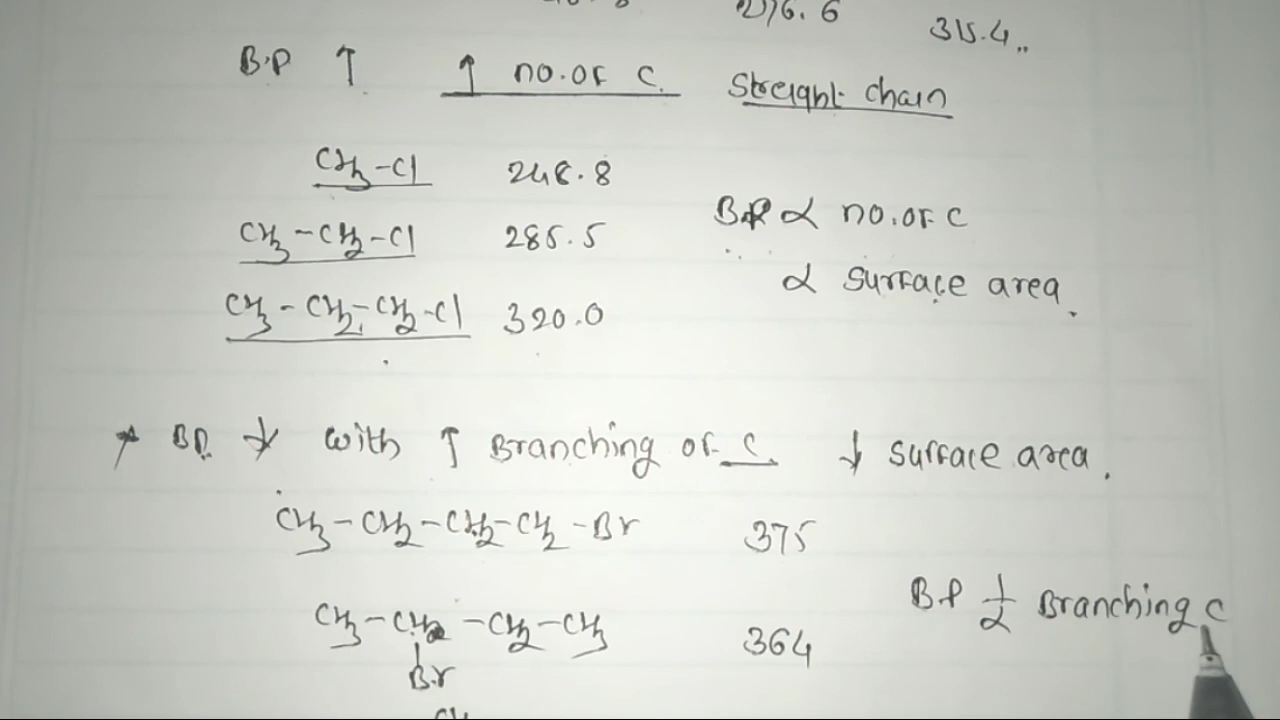 276.6 315.4
B.P ↑ ↑ no.of C. Streight chain
CH3-Cl 248.8
CH3-CH2-Cl 285.5
CH3-CH2-CH2-Cl 320.0
B.P ∝ no.of C
∝ surface area.
* BP. ↓ with ↑ Branching of C. ↓ surface area.
CH3-CH2-CH2-CH2-Br 375
CH3-CH-CH2-CH3 364
Br
B.P 1/∝ Branching C